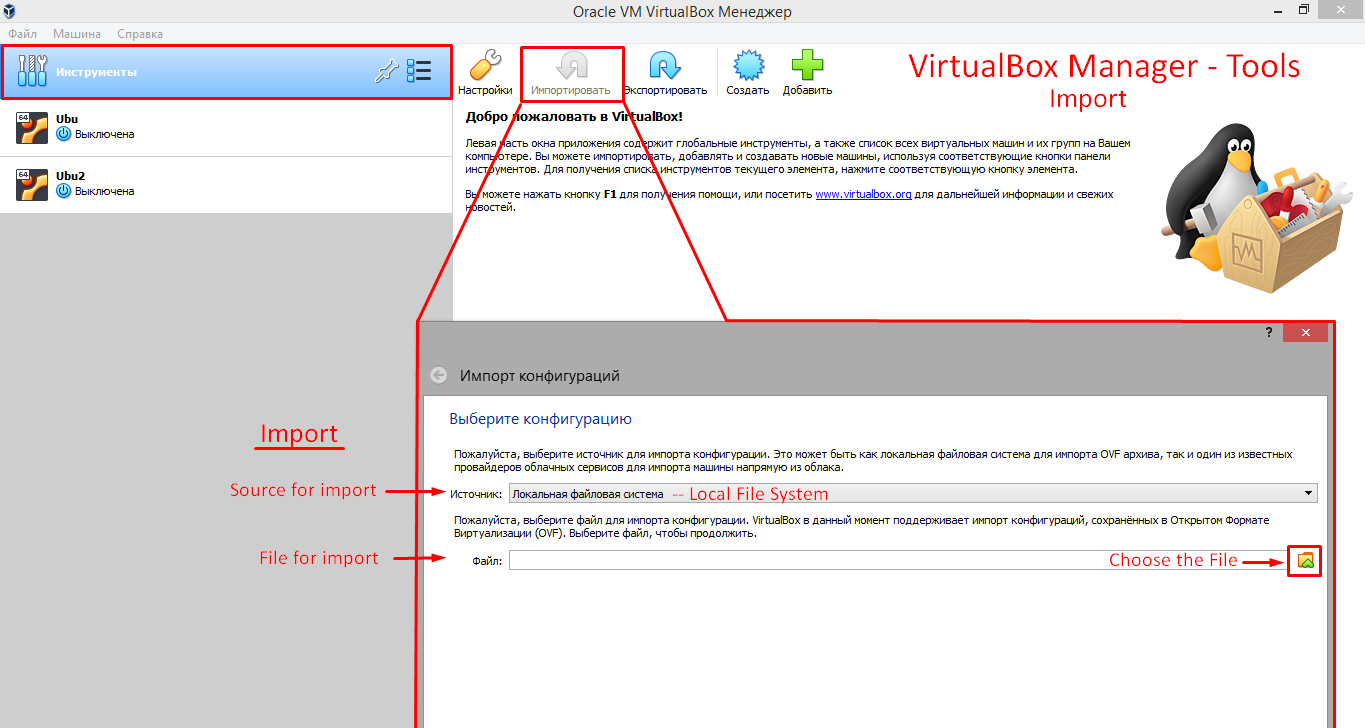 Oracle VM VirtualBox Менеджер
Файл Машина Справка
Инструменты
Настройки Импортировать Экспортировать Создать Добавить
VirtualBox Manager - Tools
Import
64
Ubu
Выключена
64
Ubu2
Выключена
Добро пожаловать в VirtualBox!
Левая часть окна приложения содержит глобальные инструменты, а также список всех виртуальных машин и их групп на Вашем
компьютере. Вы можете импортировать, добавлять и создавать новые машины, используя соответствующие кнопки панели
инструментов. Для получения списка инструментов текущего элемента, нажмите соответствующую кнопку элемента.
Вы можете нажать кнопку F1 для получения помощи, или посетить www.virtualbox.org для дальнейшей информации и свежих
новостей.
?
Импорт конфигураций
Выберите конфигурацию
Import
Пожалуйста, выберите источник для импорта конфигурации. Это может быть как локальная файловая система для импорта OVF архива, так и один из известных
провайдеров облачных сервисов для импорта машины напрямую из облака.
Source for import Источник: Локальная файловая система -- Local File System
Пожалуйста, выберите файл для импорта конфигурации. VirtualBox в данный момент поддерживает импорт конфигураций, сохранённых в Открытом Формате
Виртуализации (OVF). Выберите файл, чтобы продолжить.
File for import Файл: Choose the File